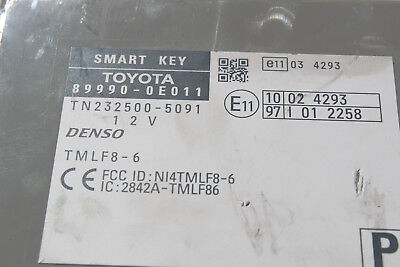 SMART KEY
TOYOTA
89990-0E011
TN232500-5091
12V
DENSO
TMLF8-6
CE FCC ID: NI4TMLF8-6
IC:2842A-TMLF86
e11 03 4293
E11
10 02 4293
97 I 01 2258
P